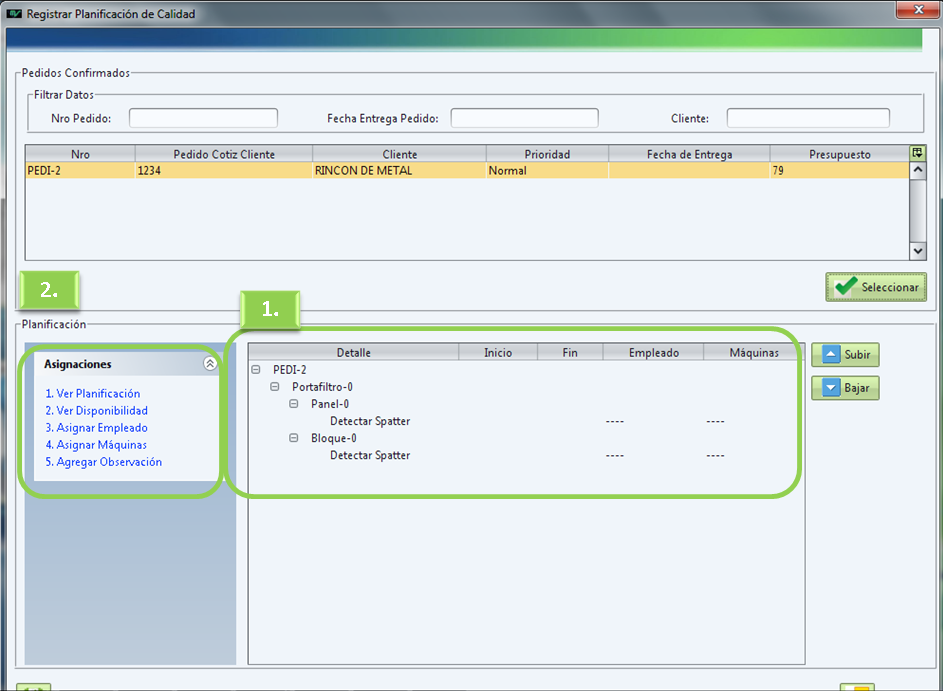 Registrar Planificación de Calidad
Pedidos Confirmados
Filtrar Datos
Nro Pedido: Fecha Entrega Pedido: Cliente:
Nro Pedido Cotiz Cliente Cliente Prioridad Fecha de Entrega Presupuesto
PEDI-2 1234 RINCON DE METAL Normal 79
Seleccionar
2.
1.
Planificación
Asignaciones
1. Ver Planificación
2. Ver Disponibilidad
3. Asignar Empleado
4. Asignar Máquinas
5. Agregar Observación
Detalle Inicio Fin Empleado Máquinas
PEDI-2
Portafiltro-0
Panel-0
Detectar Spatter ---- ----
Bloque-0
Detectar Spatter ---- ----
Subir
Bajar